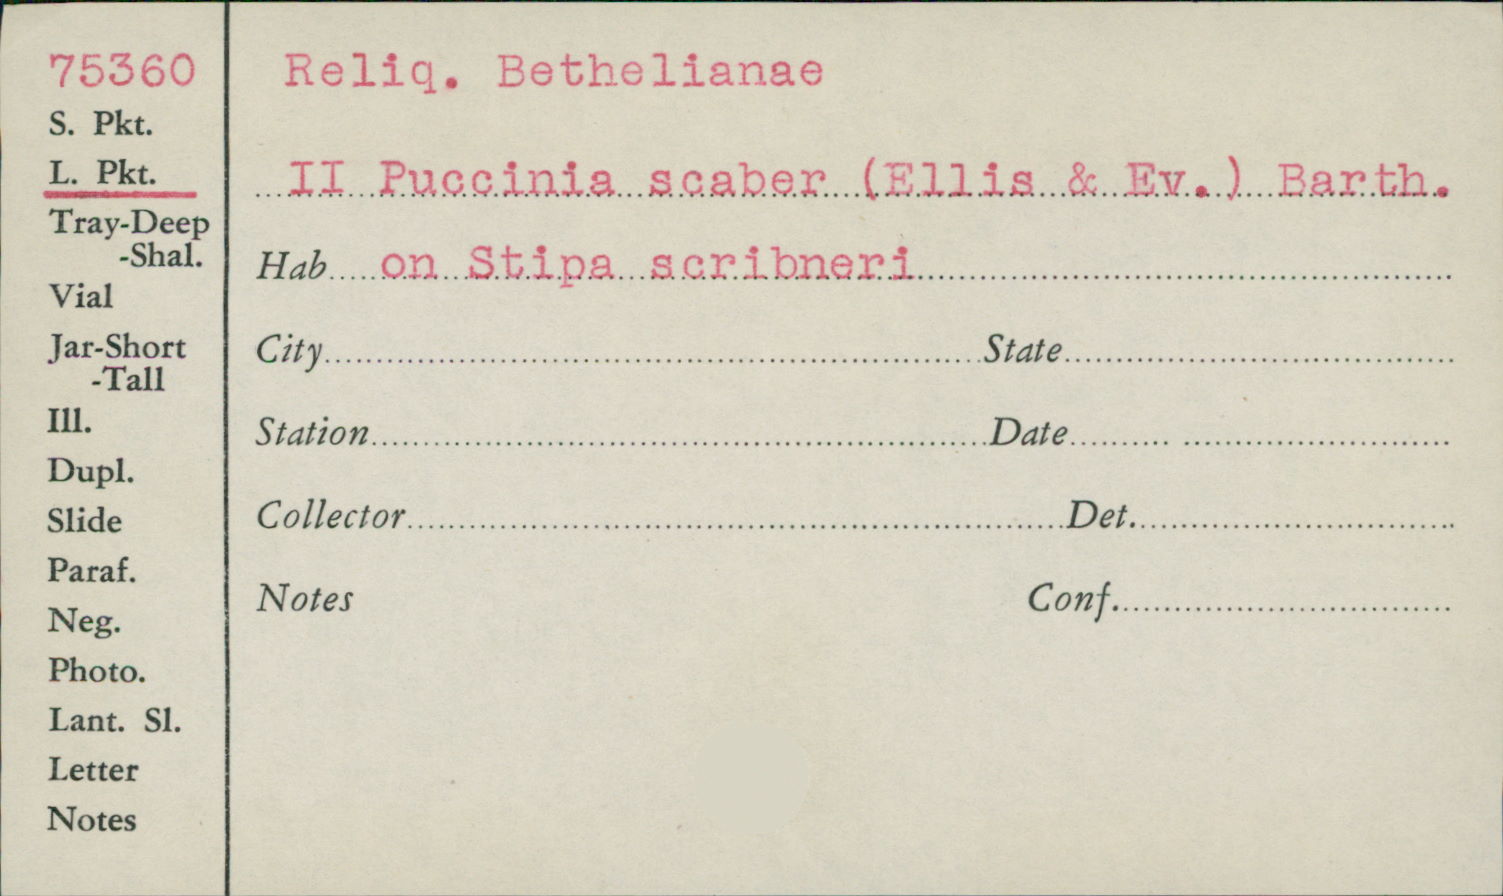 75360
S. Pkt.
L. Pkt.
Tray-Deep
-Shal.
Vial
Jar-Short
-Tall
Ill.
Dupl.
Slide
Paraf.
Neg.
Photo.
Lant. Sl.
Letter
Notes
Reliq. Bethelianae
II Puccinia scaber (Ellis & Ev.) Barth.
Hab on Stipa scribneri
City State
Station Date
Collector Det.
Notes Conf.